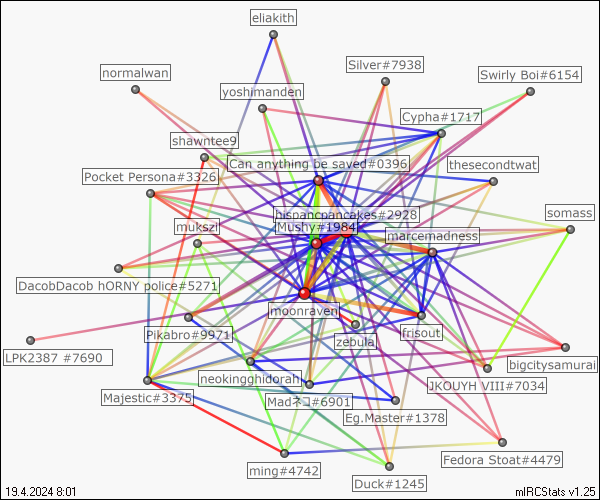 eliakith
Silver#7938
normalwan
Swirly Boi#6154
yoshimanden
Cypha#1717
shawntee9
Can anything be saved#0396
thesecondtwat
Pocket Persona#3326
hispancpancakes#2928
somass
mukszi
Mushy#1984
marcemadness
DacobDacob hORNY police#5271
moonraven
Pikabro#9971
frisout
zebula
LPK2387 #7690
bigcitysamurai
neokingghidorah
JKOUYH VIII#7034
Majestic#3375
Madネコ#6901
Eg.Master#1378
Fedora Stoat#4479
ming#4742
Duck#1245
19.4.2024 8:01
mIRCStats v1.25